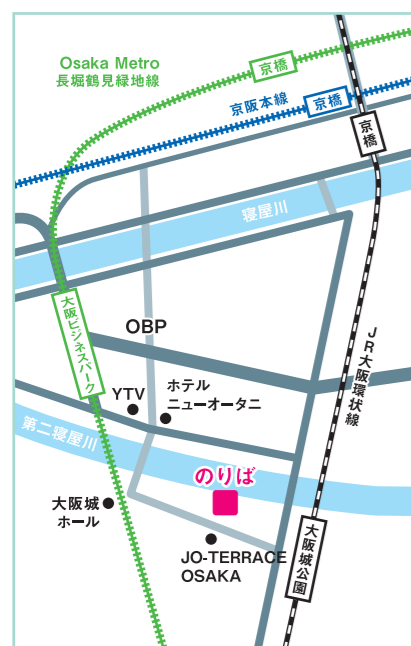 Osaka Metro
長堀鶴見緑地線
京橋
京阪本線
京橋
京橋
寝屋川
大阪ビジネスパーク
OBP
JR大阪環状線
YTV
ホテル
ニューオータニ
第二寝屋川
のりば
大阪城
ホール
大阪城公園
JO-TERRACE
OSAKA